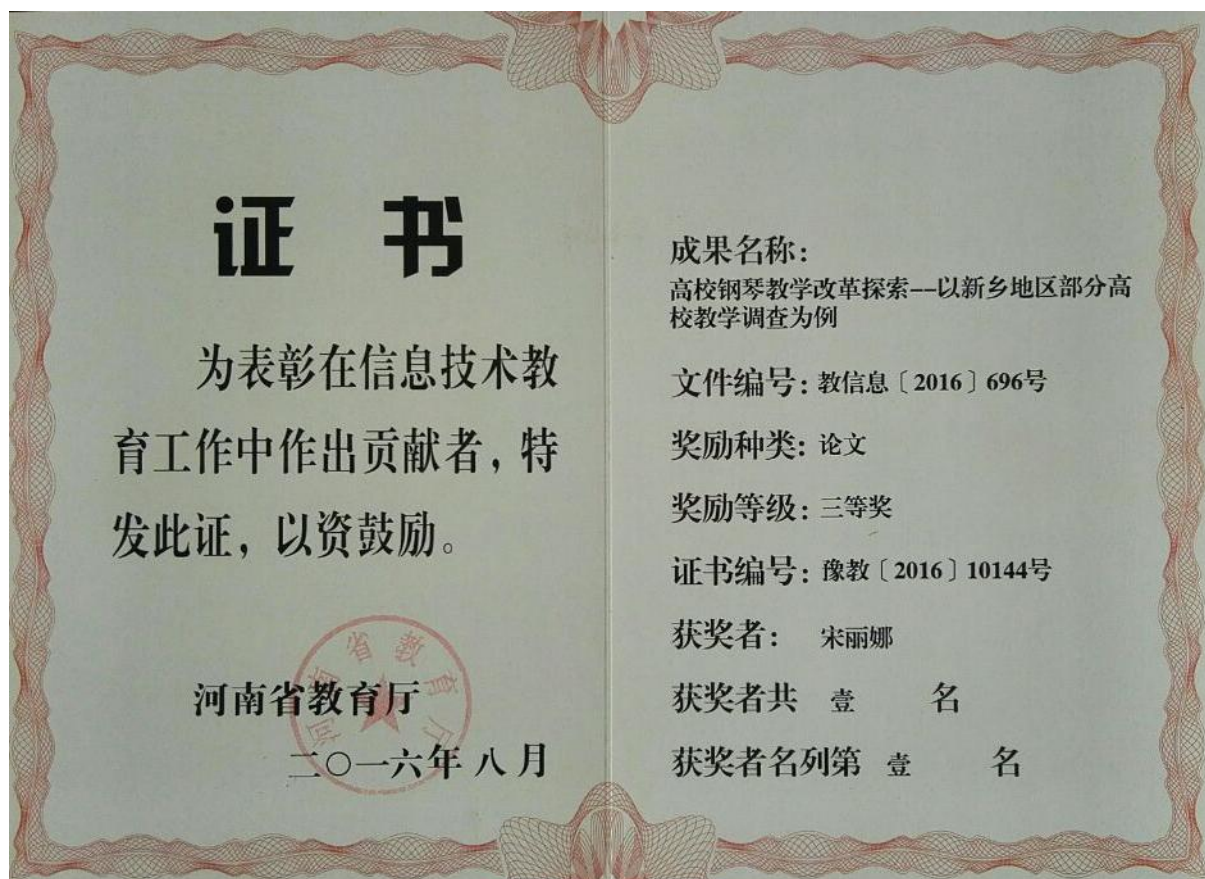 证 书
为表彰在信息技术教
育工作中作出贡献者，特
发此证，以资鼓励。
河南省教育厅
河南省教育厅
二〇一六年八月
成果名称：
高校钢琴教学改革探索--以新乡地区部分高
校教学调查为例
文件编号：教信息〔2016〕696号
奖励种类：论文
奖励等级：三等奖
证书编号：豫教〔2016〕10144号
获奖者： 宋丽娜
获奖者共 壹 名
获奖者名列第 壹 名